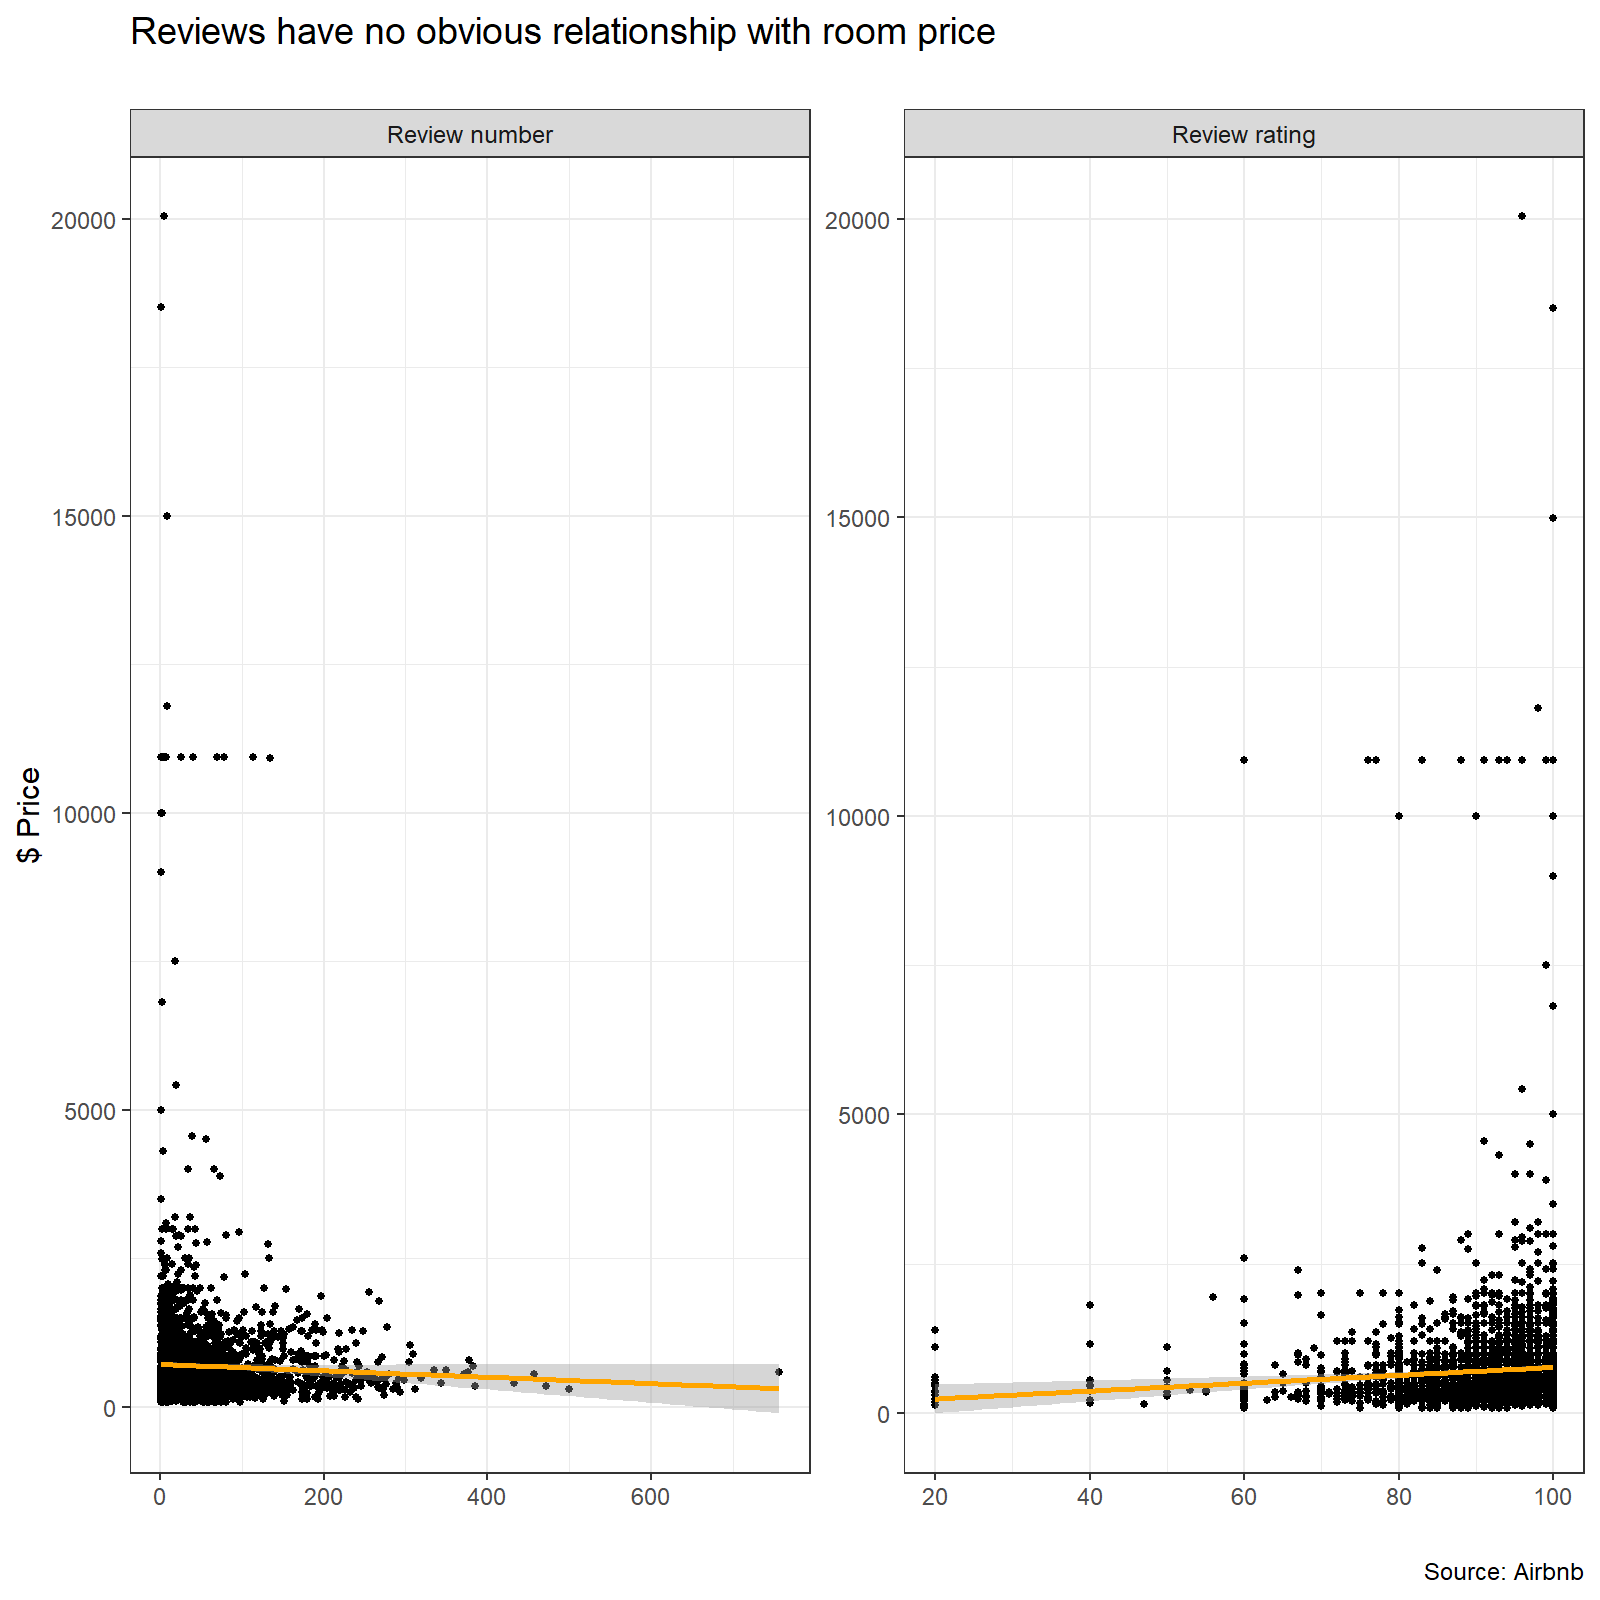 Reviews have no obvious relationship with room price
Review number
Review rating
$ Price
20000
15000
10000
5000
0
20000
15000
10000
5000
0
0 200 400 600
20 40 60 80 100
Source: Airbnb